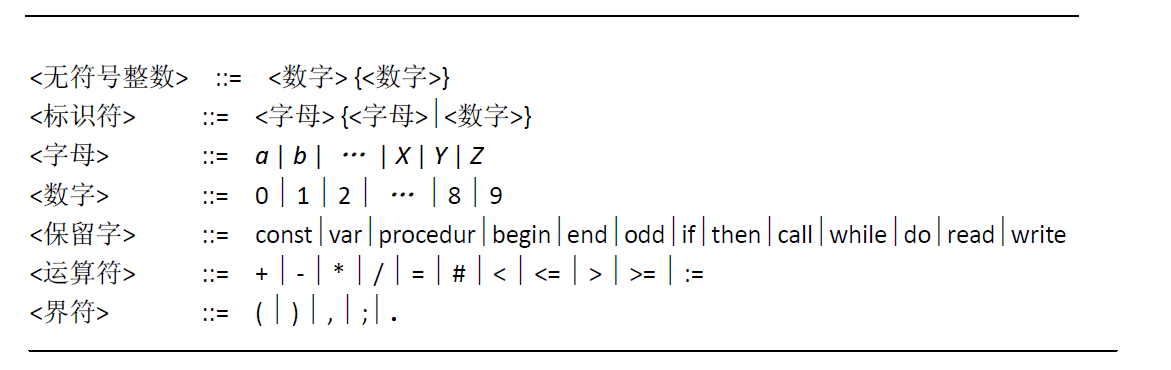 <无符号整数> ::= <数字> {<数字>}
<标识符> ::= <字母> {<字母>|<数字>}
<字母> ::= a | b | … | X | Y | Z
<数字> ::= 0 | 1 | 2 | … | 8 | 9
<保留字> ::= const|var|procedur|begin|end|odd|if|then|call|while|do|read|write
<运算符> ::= + | - | * | / | = | # | < | <= | > | >= | :=
<界符> ::= ( | ) | , | ; | .